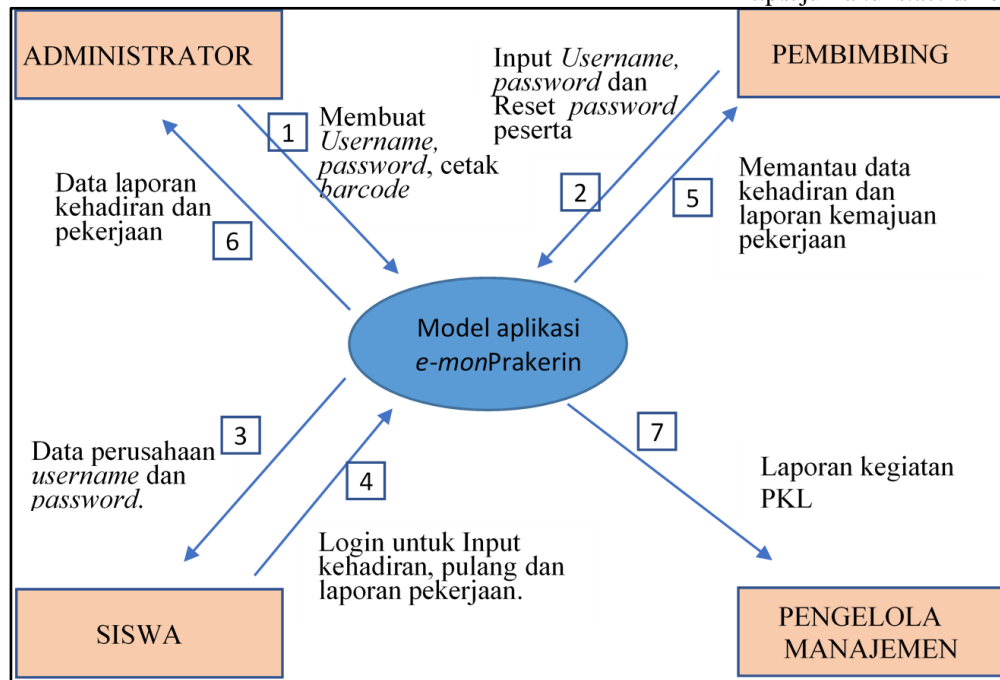 ADMINISTRATOR
PEMBIMBING
Input Username,
password dan
Reset password
peserta
1
Membuat
Username,
password, cetak
barcode
2
5
Memantau data
kehadiran dan
laporan kemajuan
pekerjaan
Data laporan
kehadiran dan
pekerjaan
6
Model aplikasi
e-monPrakerin
3
Data perusahaan
username dan
password.
4
Login untuk Input
kehadiran, pulang dan
laporan pekerjaan.
7
Laporan kegiatan
PKL
SISWA
PENGELOLA
MANAJEMEN